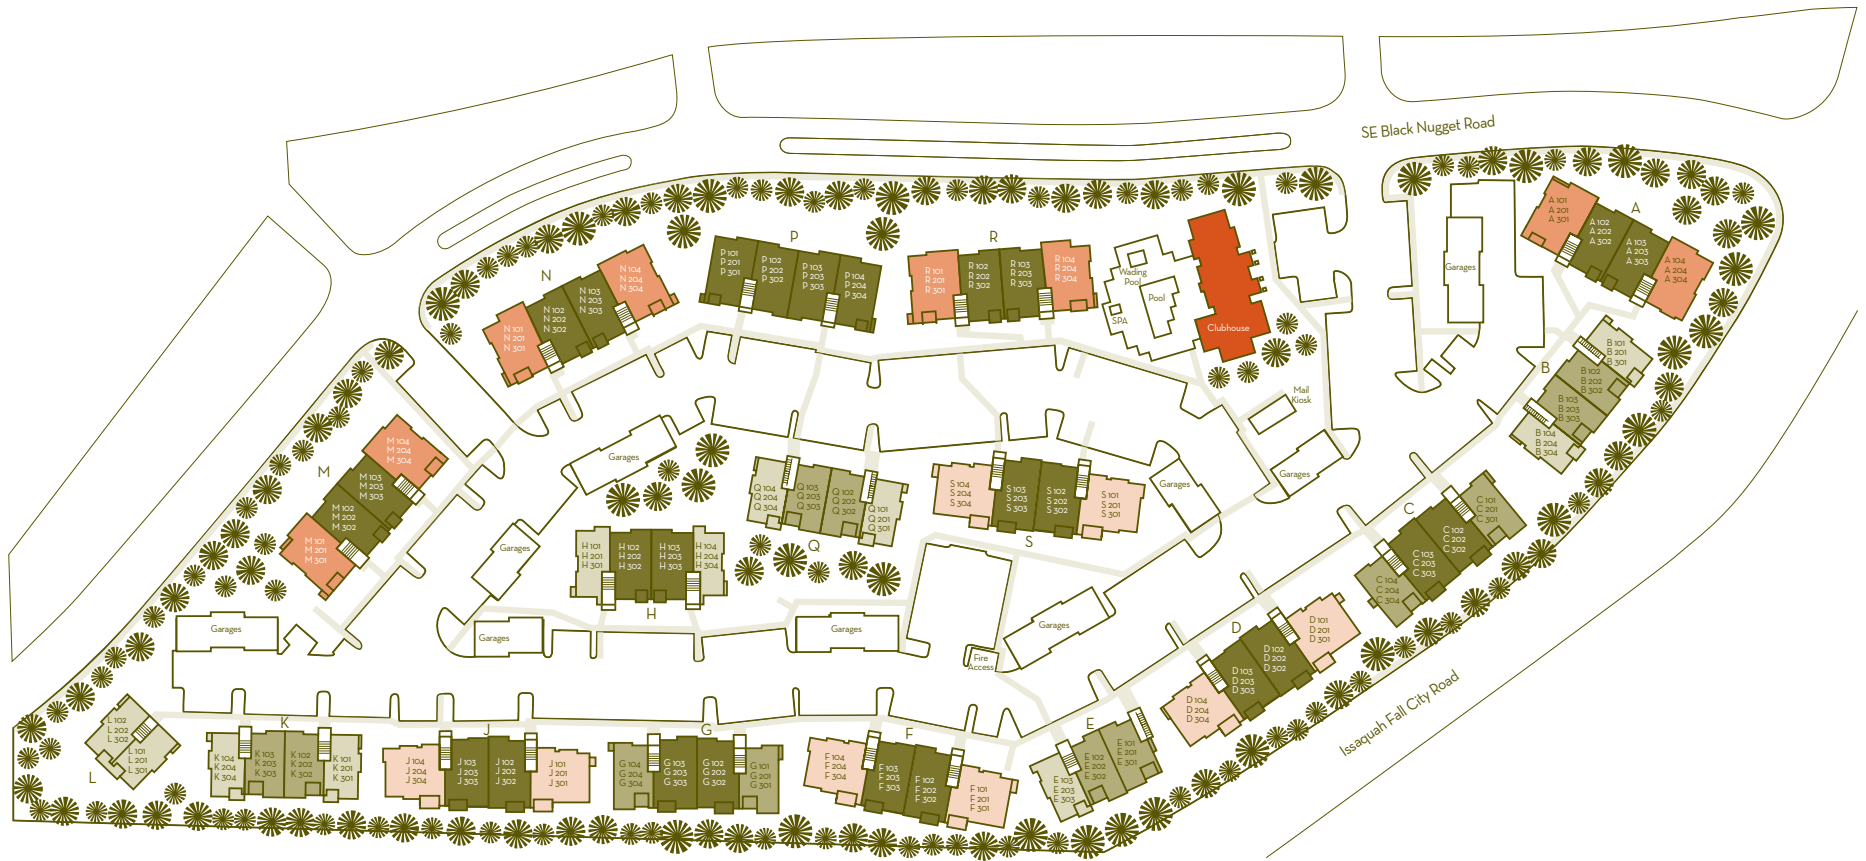 SE Black Nugget Road
A
A 101
A 201
A 301
A 102
A 202
A 302
A 103
A 203
A 303
A 104
A 204
A 304
Garages
P
P 101
P 201
P 301
P 102
P 202
P 302
P 103
P 203
P 303
P 104
P 204
P 304
R
R 101
R 201
R 301
R 102
R 202
R 302
R 103
R 203
R 303
R 104
R 204
R 304
Wading
Pool
Pool
SPA
Clubhouse
N
N 101
N 201
N 301
N 102
N 202
N 302
N 103
N 203
N 303
N 104
N 204
N 304
B
B 101
B 201
B 301
B 102
B 202
B 302
B 103
B 203
B 303
B 104
B 204
B 304
Mail
Kiosk
Garages
Garages
Garages
M
M 104
M 204
M 304
M 103
M 203
M 303
M 102
M 202
M 302
M 101
M 201
M 301
Q
Q 104
Q 204
Q 304
Q 103
Q 203
Q 303
Q 102
Q 202
Q 302
Q 101
Q 201
Q 301
S
S 104
S 204
S 304
S 103
S 203
S 303
S 102
S 202
S 302
S 101
S 201
S 301
C
C 101
C 201
C 301
C 102
C 202
C 302
C 103
C 203
C 303
C 104
C 204
C 304
Garages
H 101
H 201
H 301
H 102
H 202
H 302
H 103
H 203
H 303
H 104
H 204
H 304
H
Garages
Garages
Garages
Garages
Fire
Access
D
D 101
D 201
D 301
D 102
D 202
D 302
D 103
D 203
D 303
D 104
D 204
D 304
Issaquah Fall City Road
L
L 102
L 202
L 302
L 101
L 201
L 301
K
K 104
K 204
K 304
K 103
K 203
K 303
K 102
K 302
K 302
K 101
K 201
K 301
J
J 104
J 204
J 304
J 103
J 203
J 303
J 102
J 202
J 302
J 101
J 201
J 301
G
G 104
G 204
G 304
G 103
G 203
G 303
G 102
G 202
G 302
G 101
G 201
G 301
F
F 104
F 204
F 304
F 103
F 203
F 303
F 102
F 202
F 302
F 101
F 201
F 301
E
E 103
E 203
E 303
E 102
E 202
E 302
E 101
E 201
E 301